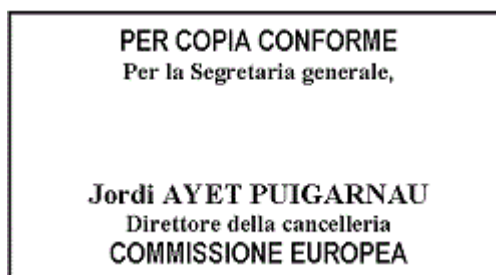 PER COPIA CONFORME
Per la Segretaria generale,
Jordi AYET PUIGARNAU
Direttore della cancelleria
COMMISSIONE EUROPEA